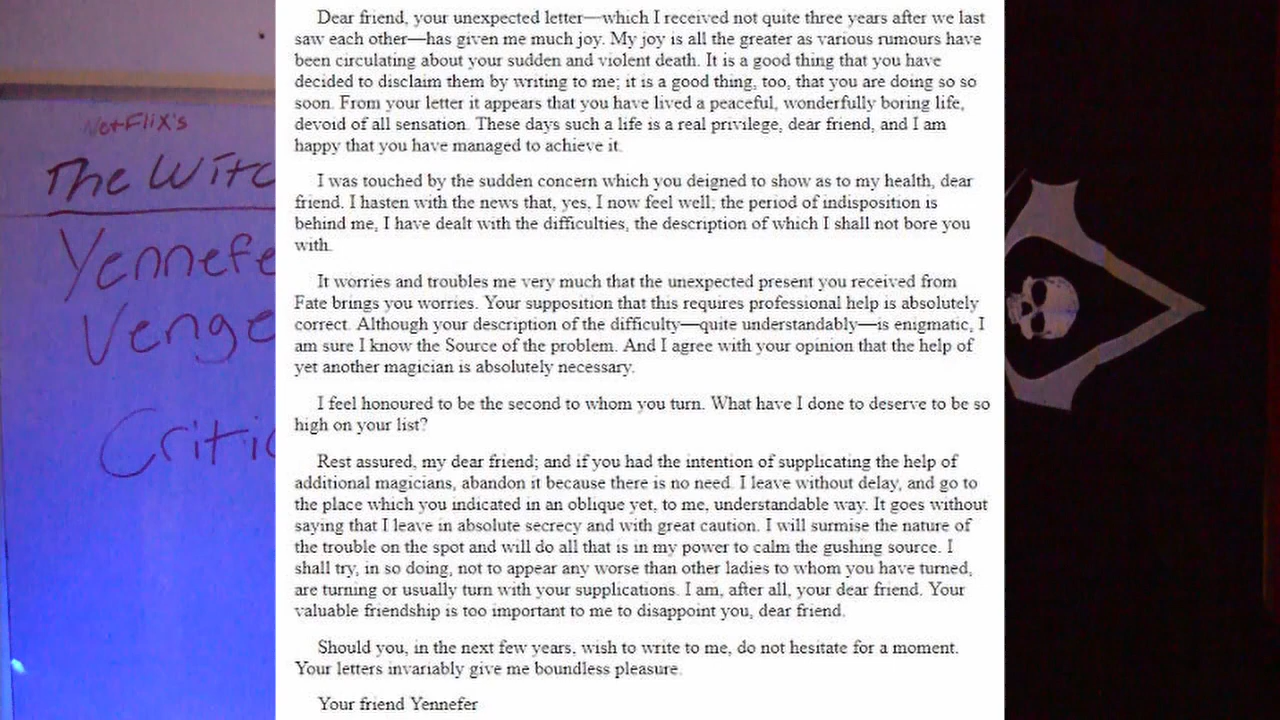 Dear friend, your unexpected letter—which I received not quite three years after we last
saw each other—has given me much joy. My joy is all the greater as various rumours have
been circulating about your sudden and violent death. It is a good thing that you have
decided to disclaim them by writing to me; it is a good thing, too, that you are doing so so
soon. From your letter it appears that you have lived a peaceful, wonderfully boring life,
devoid of all sensation. These days such a life is a real privilege, dear friend, and I am
happy that you have managed to achieve it.
I was touched by the sudden concern which you deigned to show as to my health, dear
friend. I hasten with the news that, yes, I now feel well; the period of indisposition is
behind me, I have dealt with the difficulties, the description of which I shall not bore you
with.
It worries and troubles me very much that the unexpected present you received from
Fate brings you worries. Your supposition that this requires professional help is absolutely
correct. Although your description of the difficulty—quite understandably—is enigmatic, I
am sure I know the Source of the problem. And I agree with your opinion that the help of
yet another magician is absolutely necessary.
I feel honoured to be the second to whom you turn. What have I done to deserve to be so
high on your list?
Rest assured, my dear friend; and if you had the intention of supplicating the help of
additional magicians, abandon it because there is no need. I leave without delay, and go to
the place which you indicated in an oblique yet, to me, understandable way. It goes without
saying that I leave in absolute secrecy and with great caution. I will surmise the nature of
the trouble on the spot and will do all that is in my power to calm the gushing source. I
shall try, in so doing, not to appear any worse than other ladies to whom you have turned,
are turning or usually turn with your supplications. I am, after all, your dear friend. Your
valuable friendship is too important to me to disappoint you, dear friend.
Should you, in the next few years, wish to write to me, do not hesitate for a moment.
Your letters invariably give me boundless pleasure.
Your friend Yennefer
NetFlix's
The Witc
Yennefe
Venge
Critic